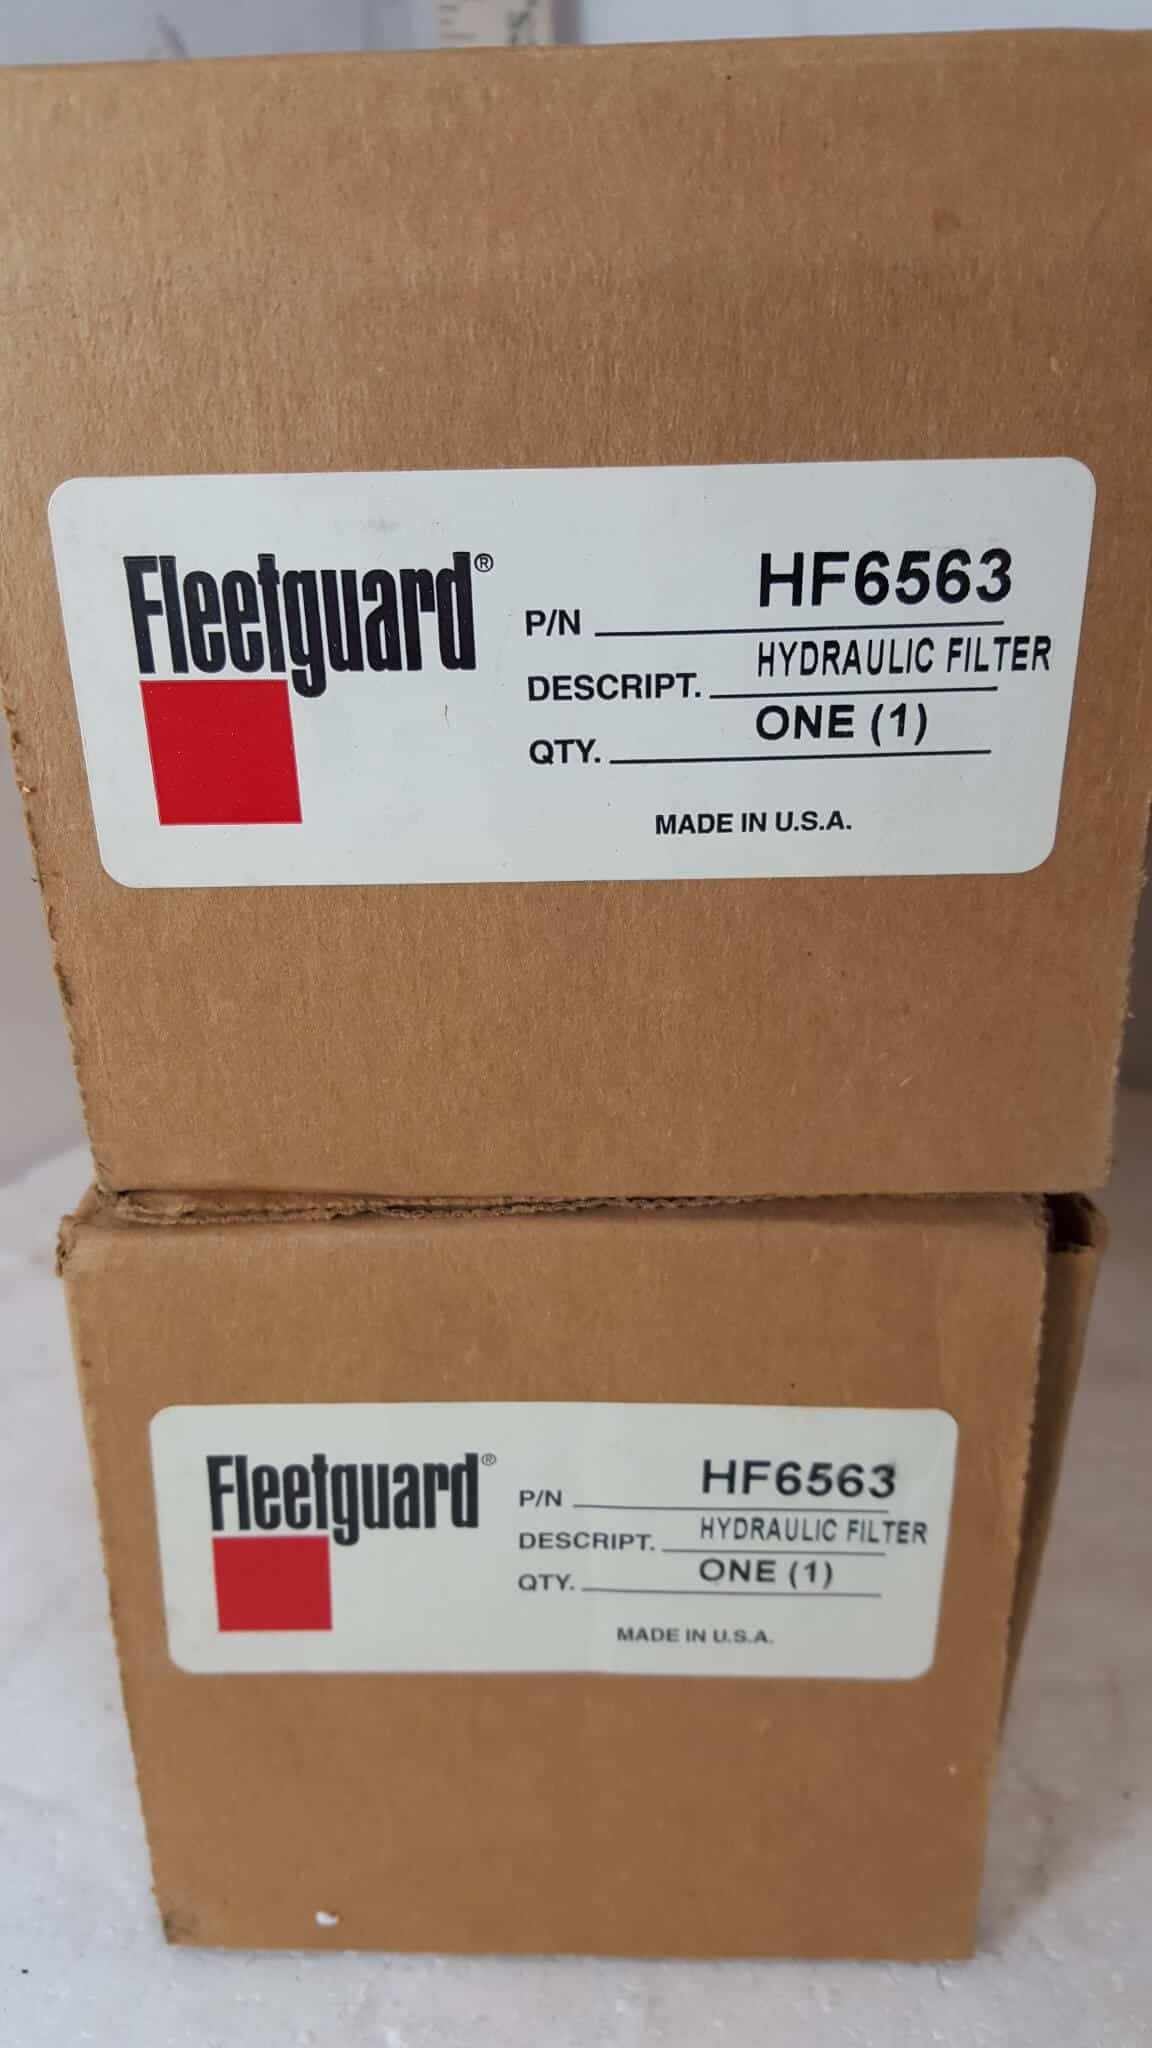 Fleetguard®
P/N HF6563
DESCRIPT. HYDRAULIC FILTER
QTY. ONE (1)
MADE IN U.S.A.
Fleetguard®
P/N HF6563
DESCRIPT. HYDRAULIC FILTER
QTY. ONE (1)
MADE IN U.S.A.